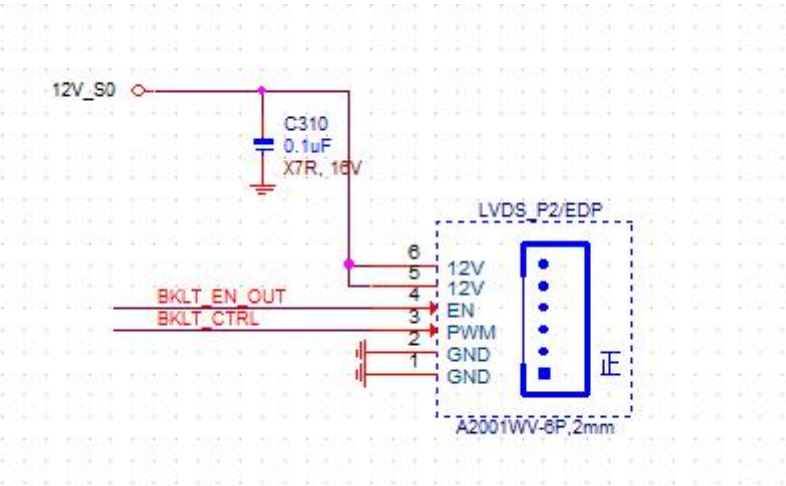 12V_S0
C310
0.1uF
X7R, 16V
LVDS_P2/EDP
6 12V
5 12V
BKLT_EN_OUT 4 EN
BKLT_CTRL 3 PWM
2 GND
1 GND
正
A2001WV-6P,2mm